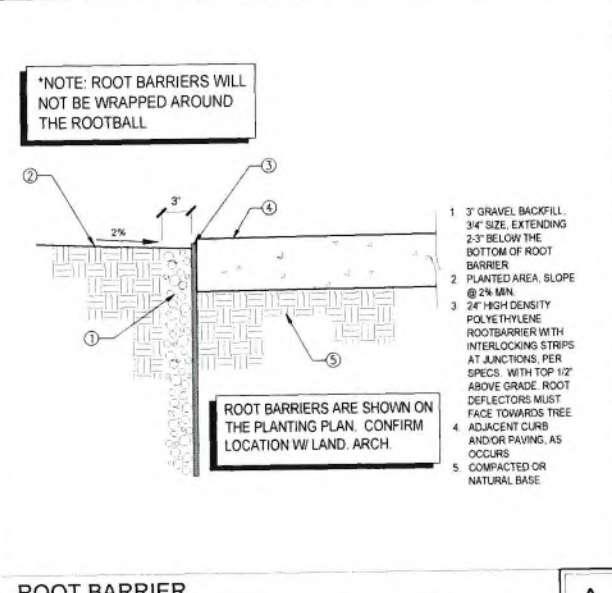 *NOTE: ROOT BARRIERS WILL
NOT BE WRAPPED AROUND
THE ROOTBALL
3
2
3"
4
2%
1
5
ROOT BARRIERS ARE SHOWN ON
THE PLANTING PLAN. CONFIRM
LOCATION W/ LAND. ARCH.
1 3" GRAVEL BACKFILL,
3/4" SIZE, EXTENDING
2-3" BELOW THE
BOTTOM OF ROOT
BARRIER
2 PLANTED AREA, SLOPE
@ 2% MIN.
3 24" HIGH DENSITY
POLYETHYLENE
ROOTBARRIER WITH
INTERLOCKING STRIPS
AT JUNCTIONS, PER
SPECS. WITH TOP 1/2"
ABOVE GRADE. ROOT
DEFLECTORS MUST
FACE TOWARDS TREE
4. ADJACENT CURB
AND/OR PAVING, AS
OCCURS
5. COMPACTED OR
NATURAL BASE
ROOT BARRIER
A